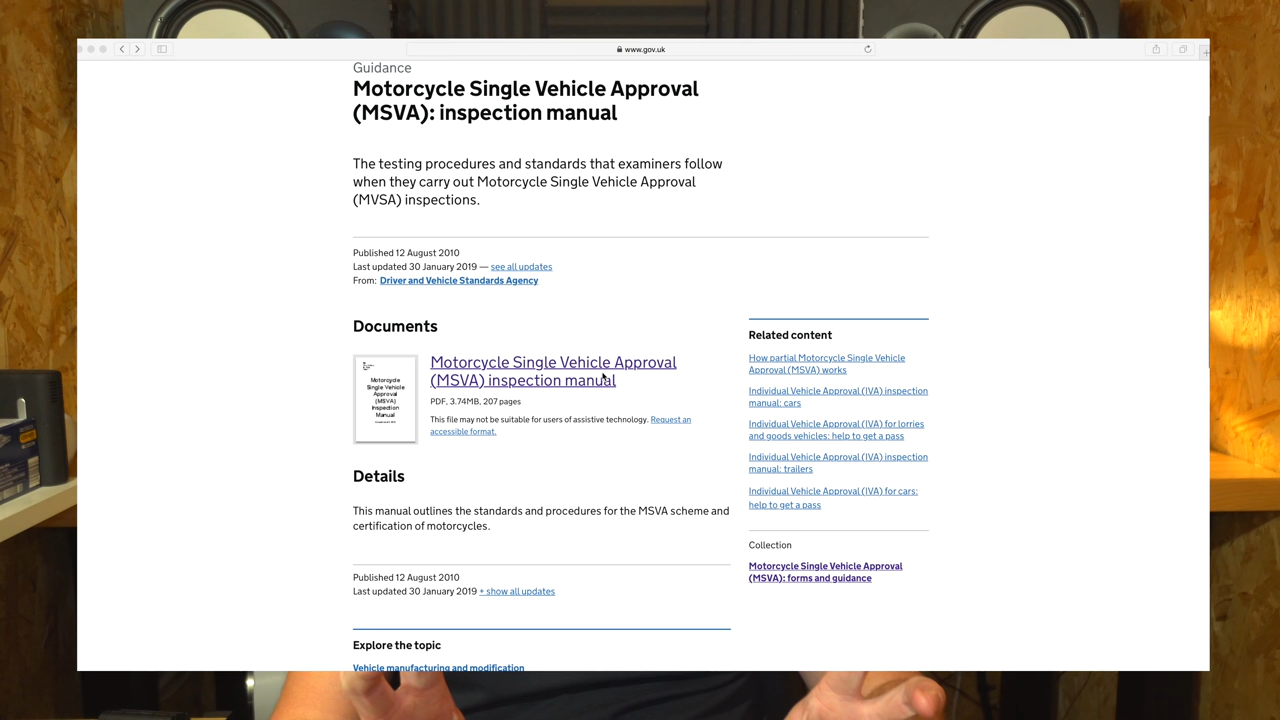 www.gov.uk
Guidance
Motorcycle Single Vehicle Approval
(MSVA): inspection manual
The testing procedures and standards that examiners follow
when they carry out Motorcycle Single Vehicle Approval
(MVSA) inspections.
Published 12 August 2010
Last updated 30 January 2019 — see all updates
From: Driver and Vehicle Standards Agency
Documents
Motorcycle
Single Vehicle
Approval
(MSVA)
Inspection
Manual
Motorcycle Single Vehicle Approval
(MSVA) inspection manual
PDF, 3.74MB, 207 pages
This file may not be suitable for users of assistive technology. Request an
accessible format.
Details
This manual outlines the standards and procedures for the MSVA scheme and
certification of motorcycles.
Published 12 August 2010
Last updated 30 January 2019 + show all updates
Explore the topic
Vehicle manufacturing and modification
Related content
How partial Motorcycle Single Vehicle
Approval (MSVA) works
Individual Vehicle Approval (IVA) inspection
manual: cars
Individual Vehicle Approval (IVA) for lorries
and goods vehicles: help to get a pass
Individual Vehicle Approval (IVA) inspection
manual: trailers
Individual Vehicle Approval (IVA) for cars:
help to get a pass
Collection
Motorcycle Single Vehicle Approval
(MSVA): forms and guidance